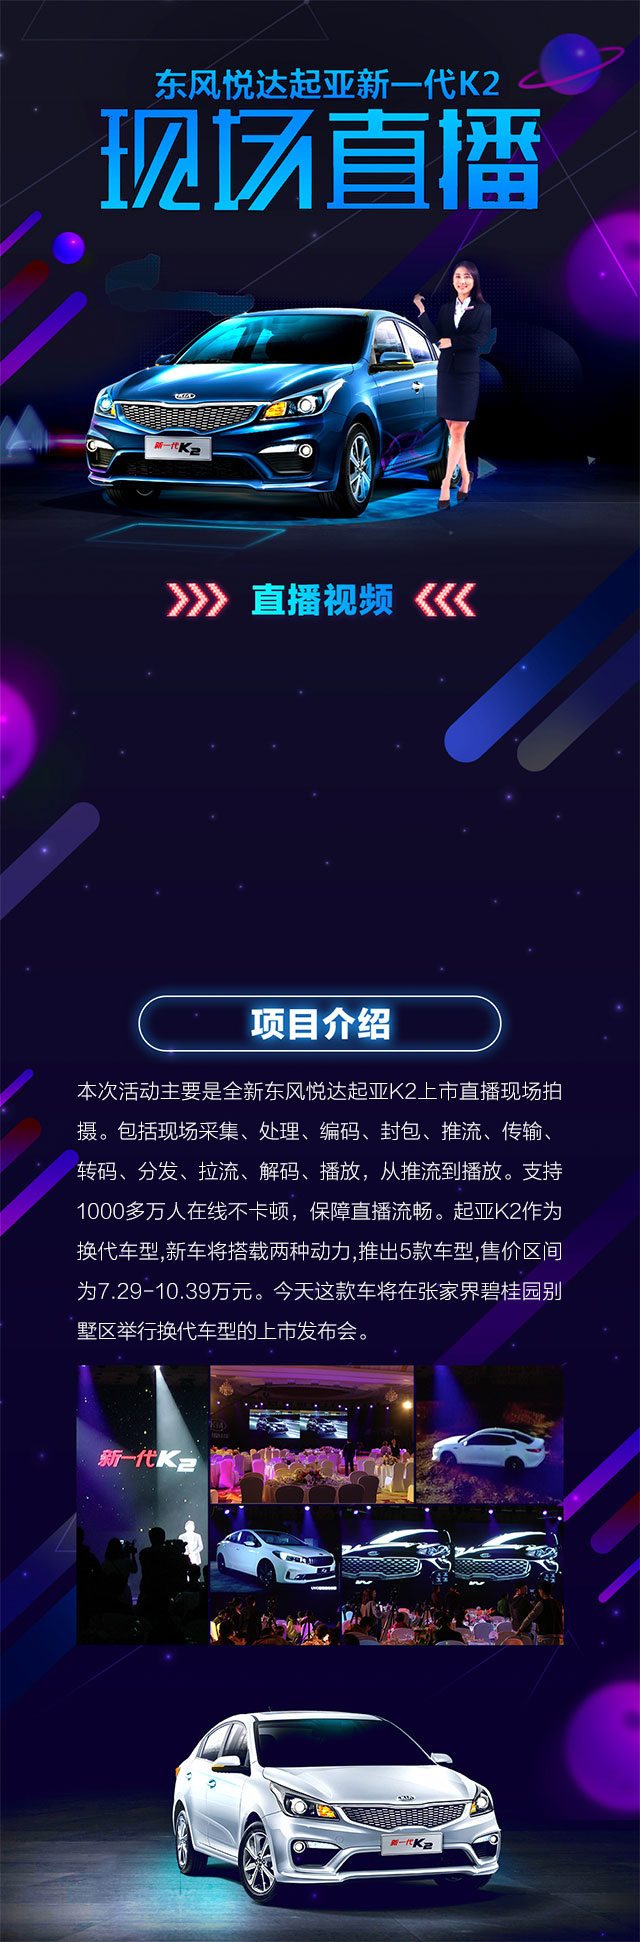 东风悦达起亚新一代K2
现场直播
KIA
新一代K2
直播视频
项目介绍
本次活动主要是全新东风悦达起亚K2上市直播现场拍
摄。包括现场采集、处理、编码、封包、推流、传输、
转码、分发、拉流、解码、播放，从推流到播放。支持
1000多万人在线不卡顿，保障直播流畅。起亚K2作为
换代车型,新车将搭载两种动力,推出5款车型,售价区间
为7.29-10.39万元。今天这款车将在张家界碧桂园别
墅区举行换代车型的上市发布会。
新一代K2
KIA
KIA
新一代K2